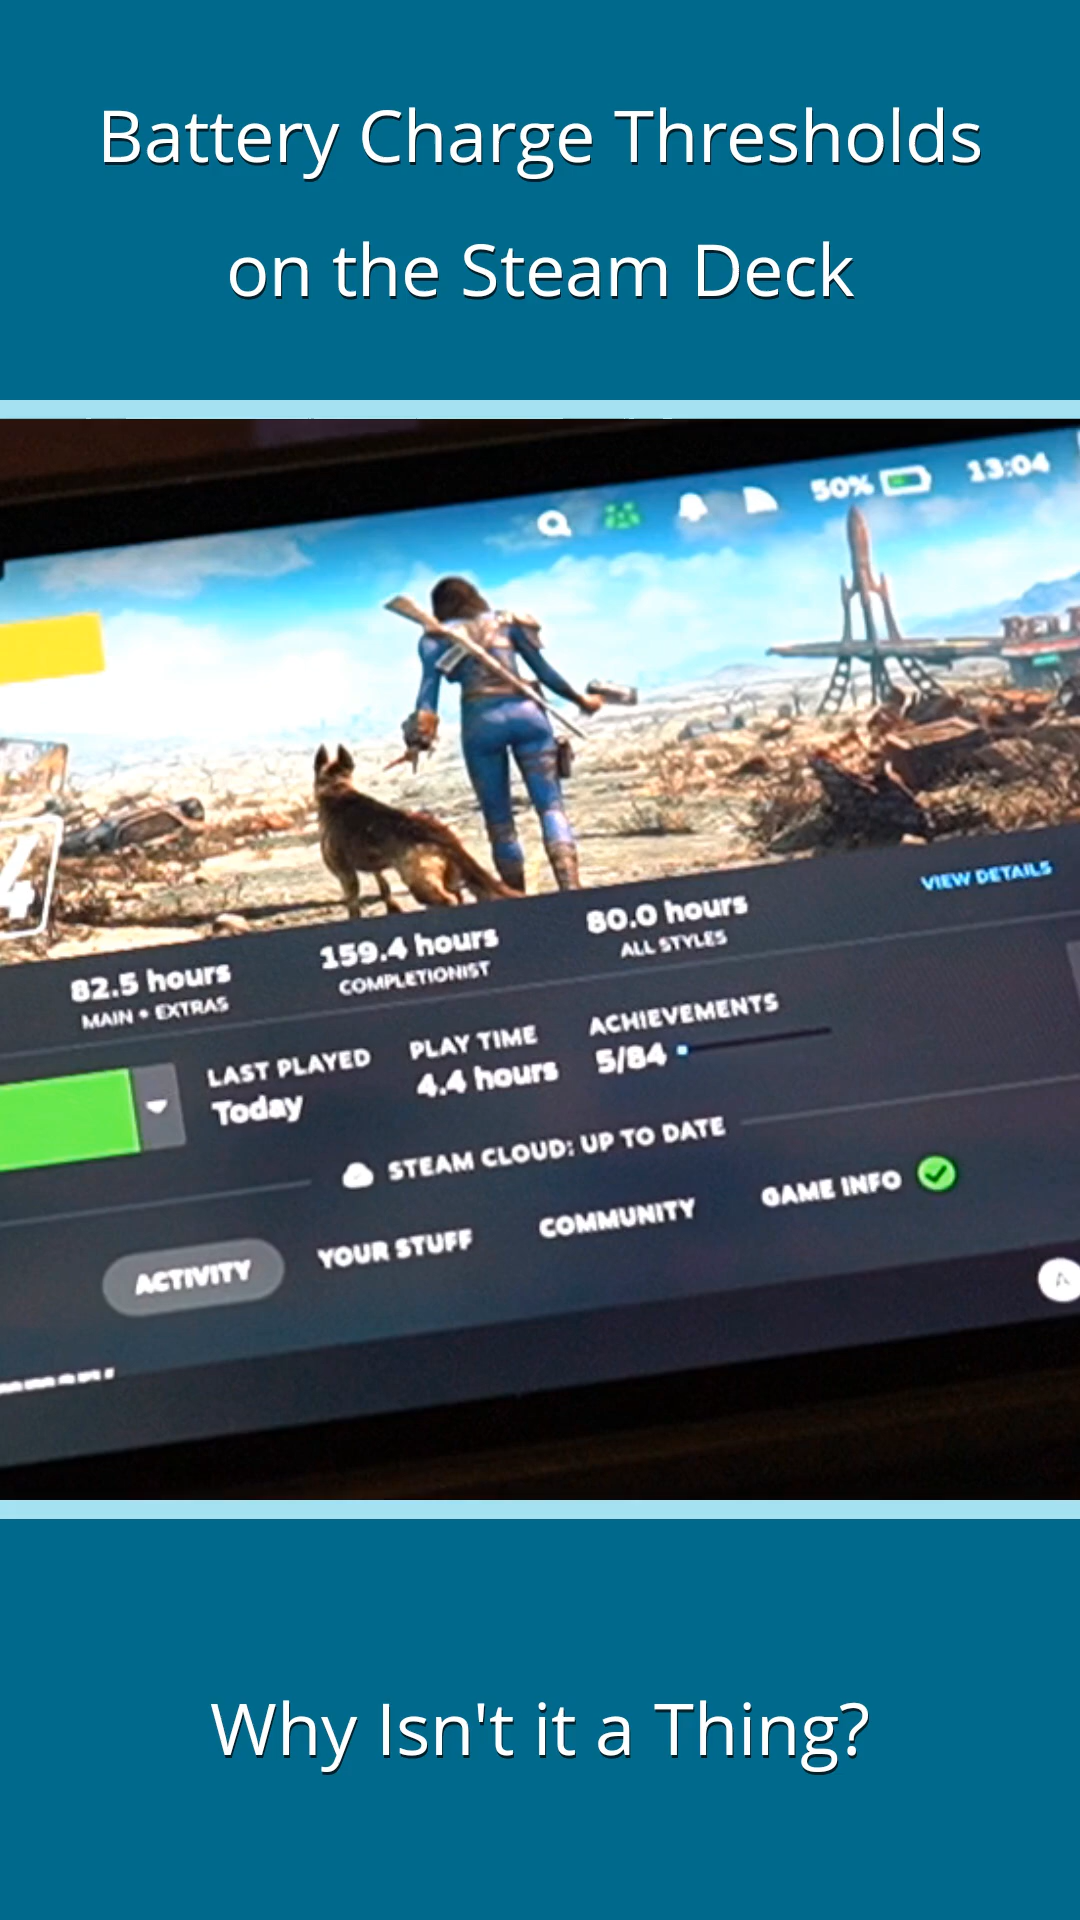 Battery Charge Thresholds
on the Steam Deck
50% 13:04
4
VIEW DETAILS
82.5 hours 159.4 hours 80.0 hours
MAIN + EXTRAS COMPLETIONIST ALL STYLES
LAST PLAYED PLAY TIME ACHIEVEMENTS
Today 4.4 hours 5/84
STEAM CLOUD: UP TO DATE
ACTIVITY YOUR STUFF COMMUNITY GAME INFO
A
Why Isn't it a Thing?